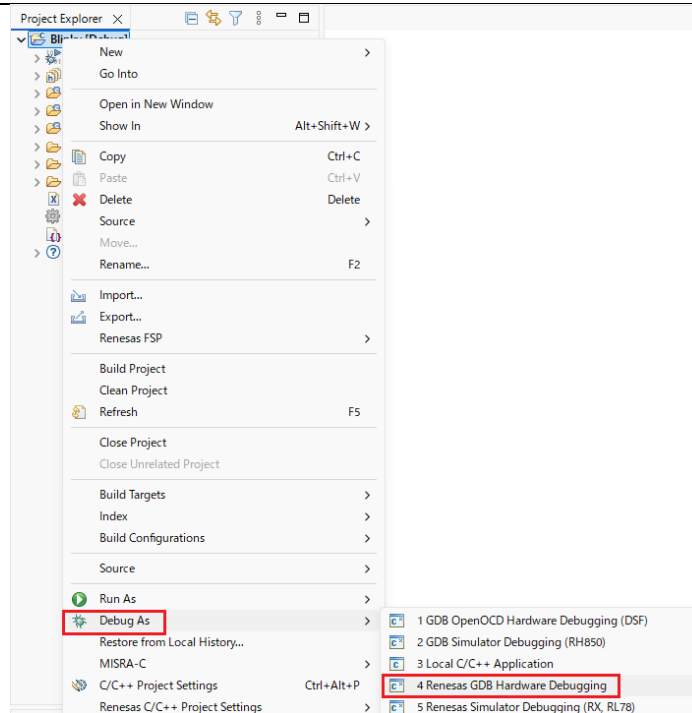 Project Explorer
New
Go Into
Open in New Window
Show In Alt+Shift+W
Copy Ctrl+C
Paste Ctrl+V
Delete Delete
Source
Move...
Rename... F2
Import...
Export...
Renesas FSP
Build Project
Clean Project
Refresh F5
Close Project
Close Unrelated Project
Build Targets
Index
Build Configurations
Source
Run As
Debug As
Restore from Local History...
MISRA-C
C/C++ Project Settings Ctrl+Alt+P
Renesas C/C++ Project Settings
1 GDB OpenOCD Hardware Debugging (DSF)
2 GDB Simulator Debugging (RH850)
3 Local C/C++ Application
4 Renesas GDB Hardware Debugging
5 Renesas Simulator Debugging (RX, RL78)